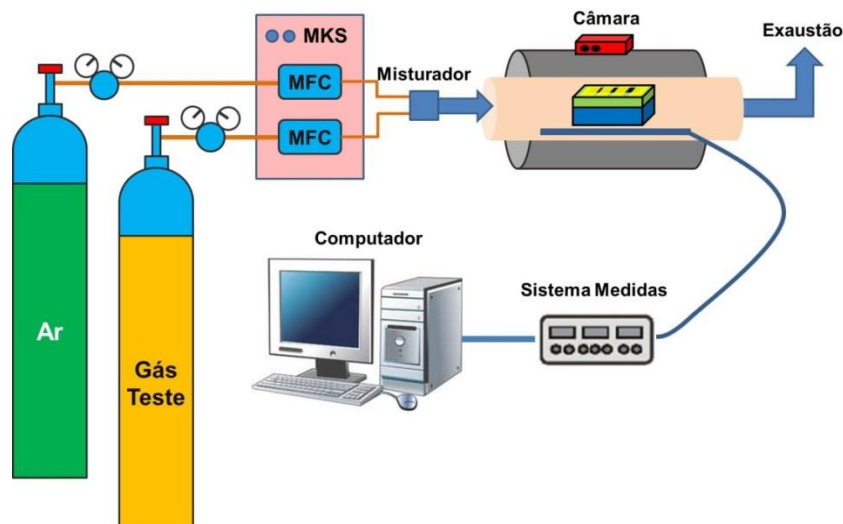 MKS
MFC
MFC
Misturador
Câmara
Exaustão
Computador
Sistema Medidas
Ar
Gás
Teste